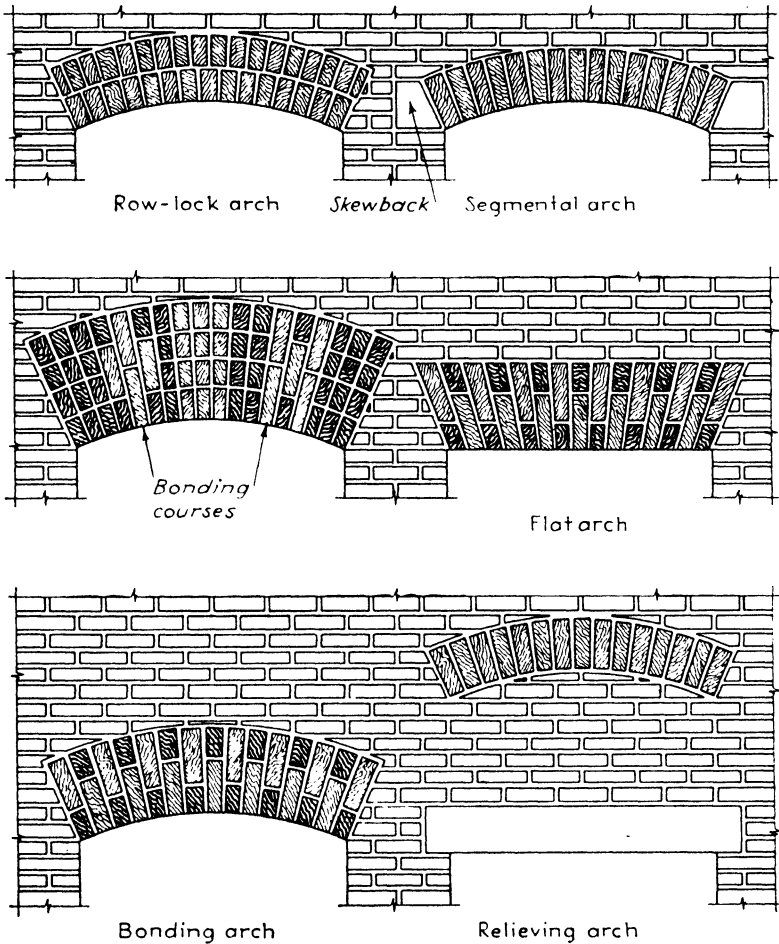 Row-lock arch
Skewback
Segmental arch
Bonding
courses
Flat arch
Bonding arch
Relieving arch